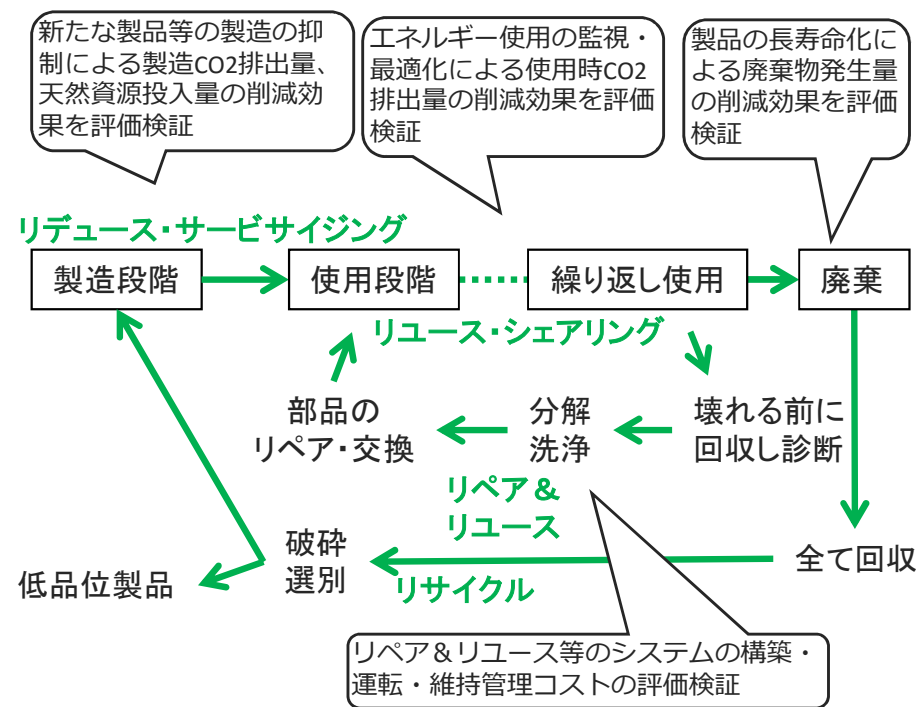 新たな製品等の製造の抑
制による製造CO2排出量、
天然資源投入量の削減効
果を評価検証
エネルギー使用の監視・
最適化による使用時CO2
排出量の削減効果を評価
検証
製品の長寿命化に
よる廃棄物発生量
の削減効果を評価
検証
リデュース・サービサイジング
製造段階
使用段階
繰り返し使用
廃棄
リユース・シェアリング
部品の
リペア・交換
分解
洗浄
壊れる前に
回収し診断
リペア＆
リユース
破砕
選別
全て回収
低品位製品
リサイクル
リペア＆リユース等のシステムの構築・
運転・維持管理コストの評価検証